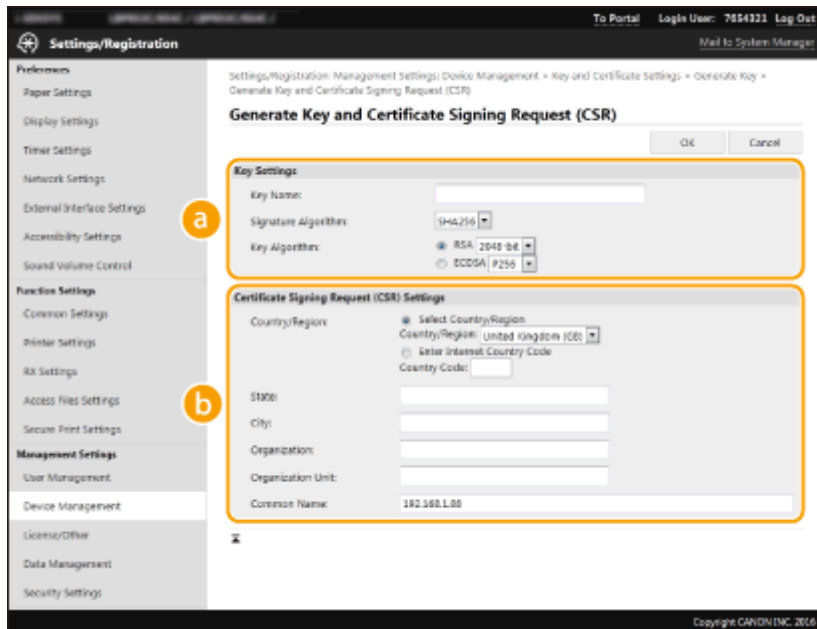 To Portal Login User: 7654321 Log Out
Settings/Registration
Mail to System Manager
Preferences
Paper Settings
Display Settings
Timer Settings
Network Settings
External Interface Settings
Accessibility Settings
Sound Volume Control
Function Settings
Common Settings
Printer Settings
RX Settings
Access Files Settings
Secure Print Settings
Management Settings
User Management
Device Management
License/Other
Data Management
Security Settings
Settings/Registration: Management Settings: Device Management > Key and Certificate Settings > Generate Key >
Generate Key and Certificate Signing Request (CSR)
Generate Key and Certificate Signing Request (CSR)
OK Cancel
a
Key Settings
Key Name:
Signature Algorithm: SHA256
Key Algorithm: RSA 2048-bit
ECDSA P256
b
Certificate Signing Request (CSR) Settings
Country/Region: Select Country/Region
Country/Region: United Kingdom (GB)
Enter Internet Country Code
Country Code:
State:
City:
Organization:
Organization Unit:
Common Name: 192.168.1.88
Copyright CANON INC. 2016